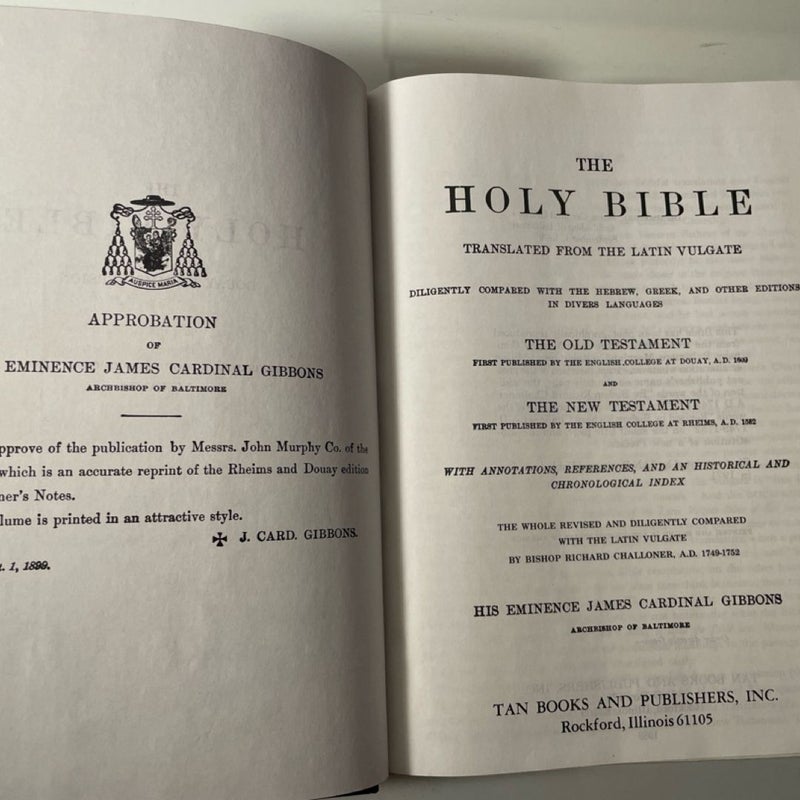 AUSPICE MARIA
APPROBATION
OF
EMINENCE JAMES CARDINAL GIBBONS
ARCHBISHOP OF BALTIMORE
pprove of the publication by Messrs. John Murphy Co. of the
which is an accurate reprint of the Rheims and Douay edition
ner's Notes.
lume is printed in an attractive style.
✠ J. CARD. GIBBONS.
. 1, 1899.
THE
HOLY BIBLE
TRANSLATED FROM THE LATIN VULGATE
DILIGENTLY COMPARED WITH THE HEBREW, GREEK, AND OTHER EDITIONS
IN DIVERS LANGUAGES
THE OLD TESTAMENT
FIRST PUBLISHED BY THE ENGLISH COLLEGE AT DOUAY, A.D. 1609
AND
THE NEW TESTAMENT
FIRST PUBLISHED BY THE ENGLISH COLLEGE AT RHEIMS, A.D. 1582
WITH ANNOTATIONS, REFERENCES, AND AN HISTORICAL AND
CHRONOLOGICAL INDEX
THE WHOLE REVISED AND DILIGENTLY COMPARED
WITH THE LATIN VULGATE
BY BISHOP RICHARD CHALLONER, A.D. 1749-1752
HIS EMINENCE JAMES CARDINAL GIBBONS
ARCHBISHOP OF BALTIMORE
TAN BOOKS AND PUBLISHERS, INC.
Rockford, Illinois 61105